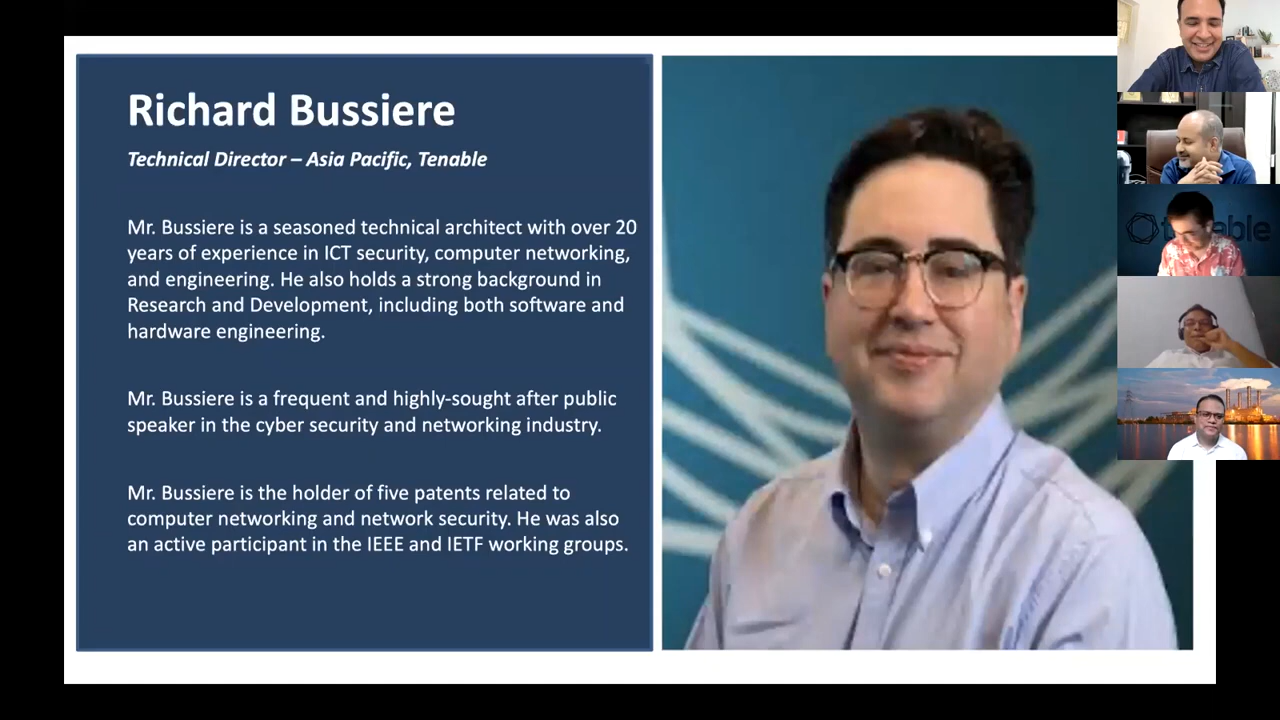 Richard Bussiere
Technical Director – Asia Pacific, Tenable
Mr. Bussiere is a seasoned technical architect with over 20
years of experience in ICT security, computer networking,
and engineering. He also holds a strong background in
Research and Development, including both software and
hardware engineering.
Mr. Bussiere is a frequent and highly-sought after public
speaker in the cyber security and networking industry.
Mr. Bussiere is the holder of five patents related to
computer networking and network security. He was also
an active participant in the IEEE and IETF working groups.